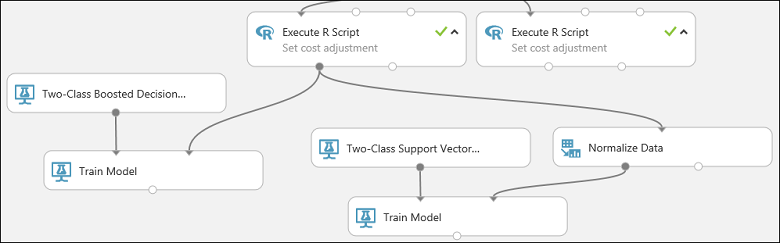 Execute R Script
Set cost adjustment
Execute R Script
Set cost adjustment
Two-Class Boosted Decision...
Two-Class Support Vector...
Normalize Data
Train Model
Train Model